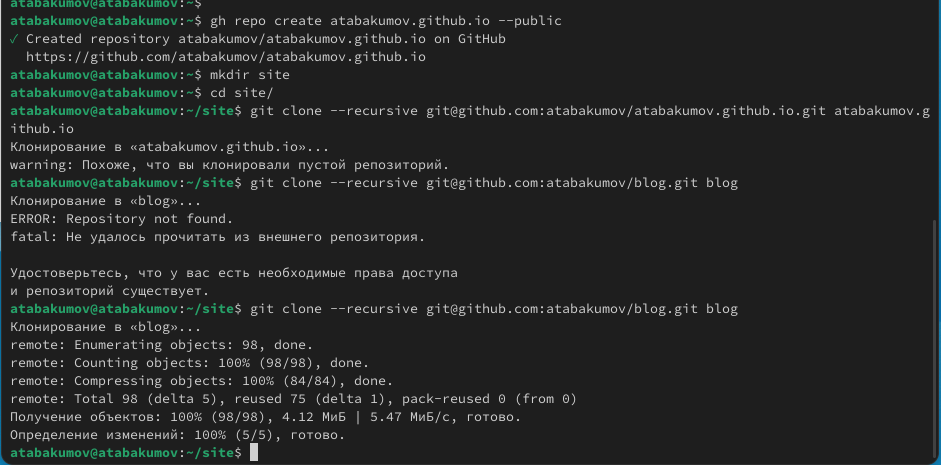 atabakumov@atabakumov:~$
atabakumov@atabakumov:~$ gh repo create atabakumov.github.io --public
✓ Created repository atabakumov/atabakumov.github.io on GitHub
  https://github.com/atabakumov/atabakumov.github.io
atabakumov@atabakumov:~$ mkdir site
atabakumov@atabakumov:~$ cd site/
atabakumov@atabakumov:~/site$ git clone --recursive git@github.com:atabakumov/atabakumov.github.io.git atabakumov.g
ithub.io
Клонирование в «atabakumov.github.io»...
warning: Похоже, что вы клонировали пустой репозиторий.
atabakumov@atabakumov:~/site$ git clone --recursive git@github.com:atabakumov/blog.git blog
Клонирование в «blog»...
ERROR: Repository not found.
fatal: Не удалось прочитать из внешнего репозитория.

Удостоверьтесь, что у вас есть необходимые права доступа
и репозиторий существует.
atabakumov@atabakumov:~/site$ git clone --recursive git@github.com:atabakumov/blog.git blog
Клонирование в «blog»...
remote: Enumerating objects: 98, done.
remote: Counting objects: 100% (98/98), done.
remote: Compressing objects: 100% (84/84), done.
remote: Total 98 (delta 5), reused 75 (delta 1), pack-reused 0 (from 0)
Получение объектов: 100% (98/98), 4.12 МиБ | 5.47 МиБ/с, готово.
Определение изменений: 100% (5/5), готово.
atabakumov@atabakumov:~/site$